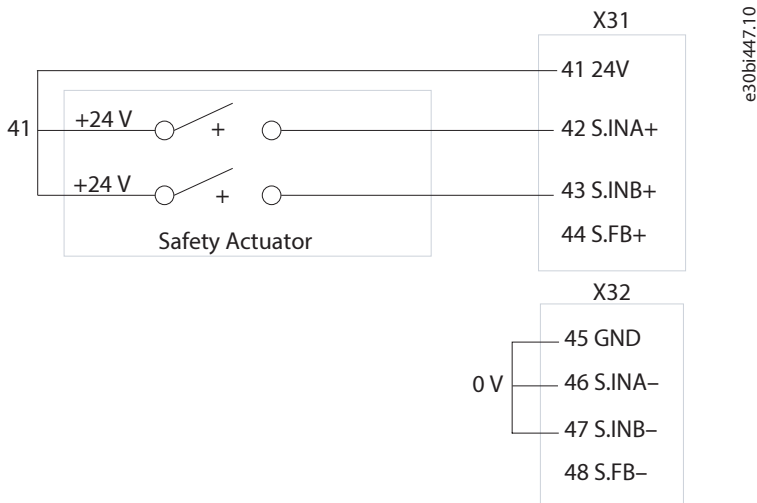 X31
e30bi447.10
41 24V
41
+24 V
+
42 S.INA+
+24 V
+
43 S.INB+
44 S.FB+
Safety Actuator
X32
45 GND
0 V
46 S.INA–
47 S.INB–
48 S.FB–